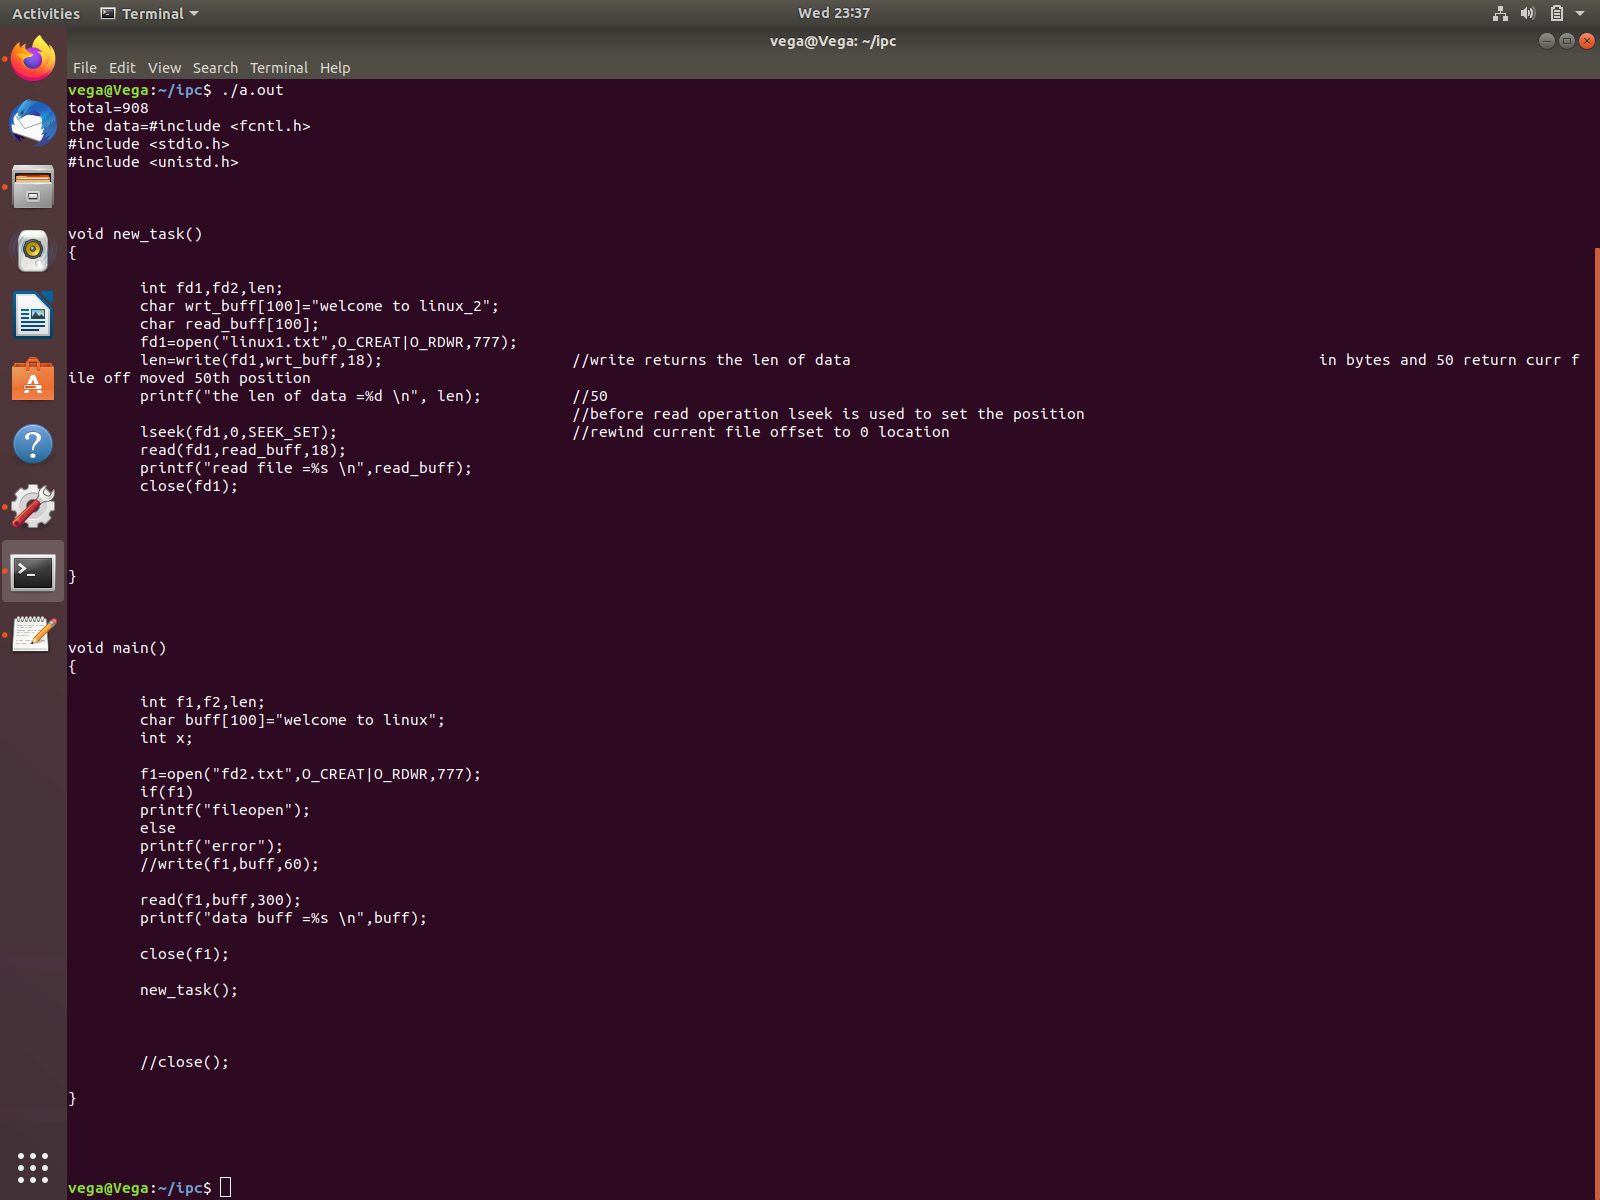 Activities Terminal Wed 23:37
vega@Vega: ~/ipc
File Edit View Search Terminal Help
vega@Vega:~/ipc$ ./a.out
total=908
the data=#include <fcntl.h>
#include <stdio.h>
#include <unistd.h>
void new_task()
{
int fd1,fd2,len;
char wrt_buff[100]="welcome to linux_2";
char read_buff[100];
fd1=open("linux1.txt",O_CREAT|O_RDWR,777);
len=write(fd1,wrt_buff,18); //write returns the len of data in bytes and 50 return curr f
ile off moved 50th position
printf("the len of data =%d \n", len); //50
//before read operation lseek is used to set the position
lseek(fd1,0,SEEK_SET); //rewind current file offset to 0 location
read(fd1,read_buff,18);
printf("read file =%s \n",read_buff);
close(fd1);
}
void main()
{
int f1,f2,len;
char buff[100]="welcome to linux";
int x;
f1=open("fd2.txt",O_CREAT|O_RDWR,777);
if(f1)
printf("fileopen");
else
printf("error");
//write(f1,buff,60);
read(f1,buff,300);
printf("data buff =%s \n",buff);
close(f1);
new_task();
//close();
}
vega@Vega:~/ipc$